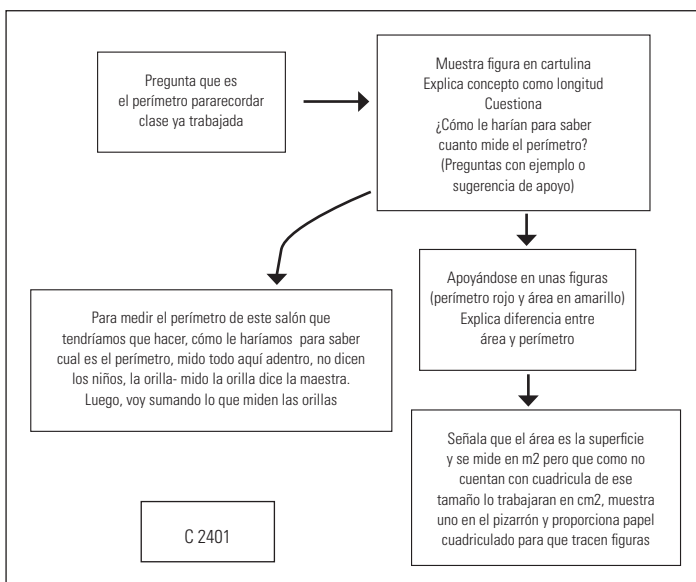 Pregunta que es
el perímetro pararecordar
clase ya trabajada
Muestra figura en cartulina
Explica concepto como longitud
Cuestiona
¿Cómo le harían para saber
cuanto mide el perímetro?
(Preguntas con ejemplo o
sugerencia de apoyo)
Para medir el perímetro de este salón que
tendríamos que hacer, cómo le haríamos para saber
cual es el perímetro, mido todo aquí adentro, no dicen
los niños, la orilla- mido la orilla dice la maestra.
Luego, voy sumando lo que miden las orillas
Apoyándose en unas figuras
(perímetro rojo y área en amarillo)
Explica diferencia entre
área y perímetro
Señala que el área es la superficie
y se mide en m2 pero que como no
cuentan con cuadricula de ese
tamaño lo trabajaran en cm2, muestra
uno en el pizarrón y proporciona papel
cuadriculado para que tracen figuras
C 2401